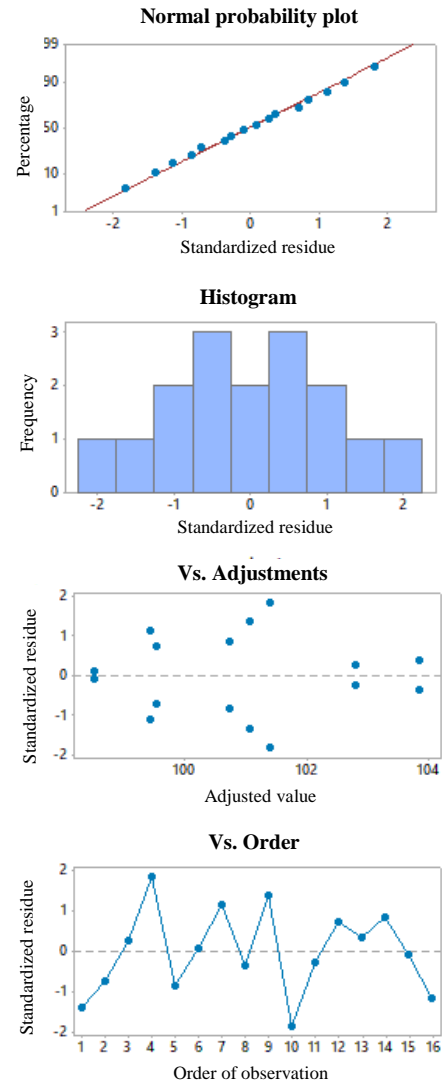 Normal probability plot
99
90
50
10
1
Percentage
-2 -1 0 1 2
Standardized residue
Histogram
3
2
1
0
Frequency
-2 -1 0 1 2
Standardized residue
Vs. Adjustments
2
1
0
-1
-2
Standardized residue
100 102 104
Adjusted value
Vs. Order
2
1
0
-1
-2
Standardized residue
1 2 3 4 5 6 7 8 9 10 11 12 13 14 15 16
Order of observation